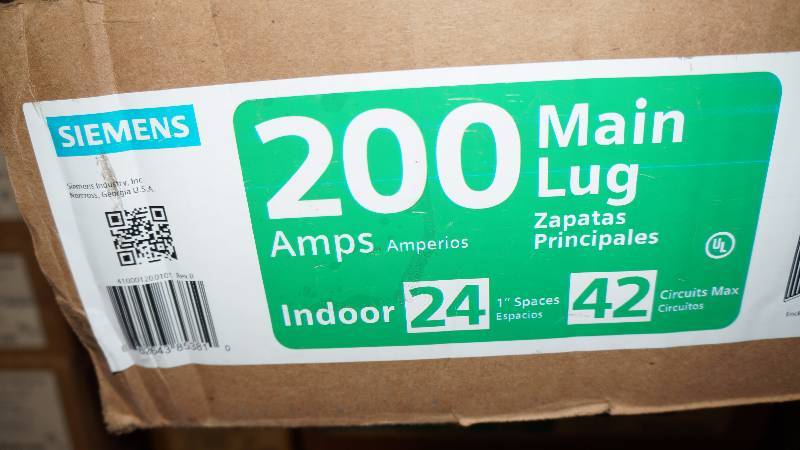 SIEMENS
Siemens Industry, Inc
Norcross, Georgia U.S.A.
200
Main
Lug
Zapatas
Principales
Amps Amperios
UL
Indoor 24 1" Spaces
Espacios
42 Circuits Max
Circuitos